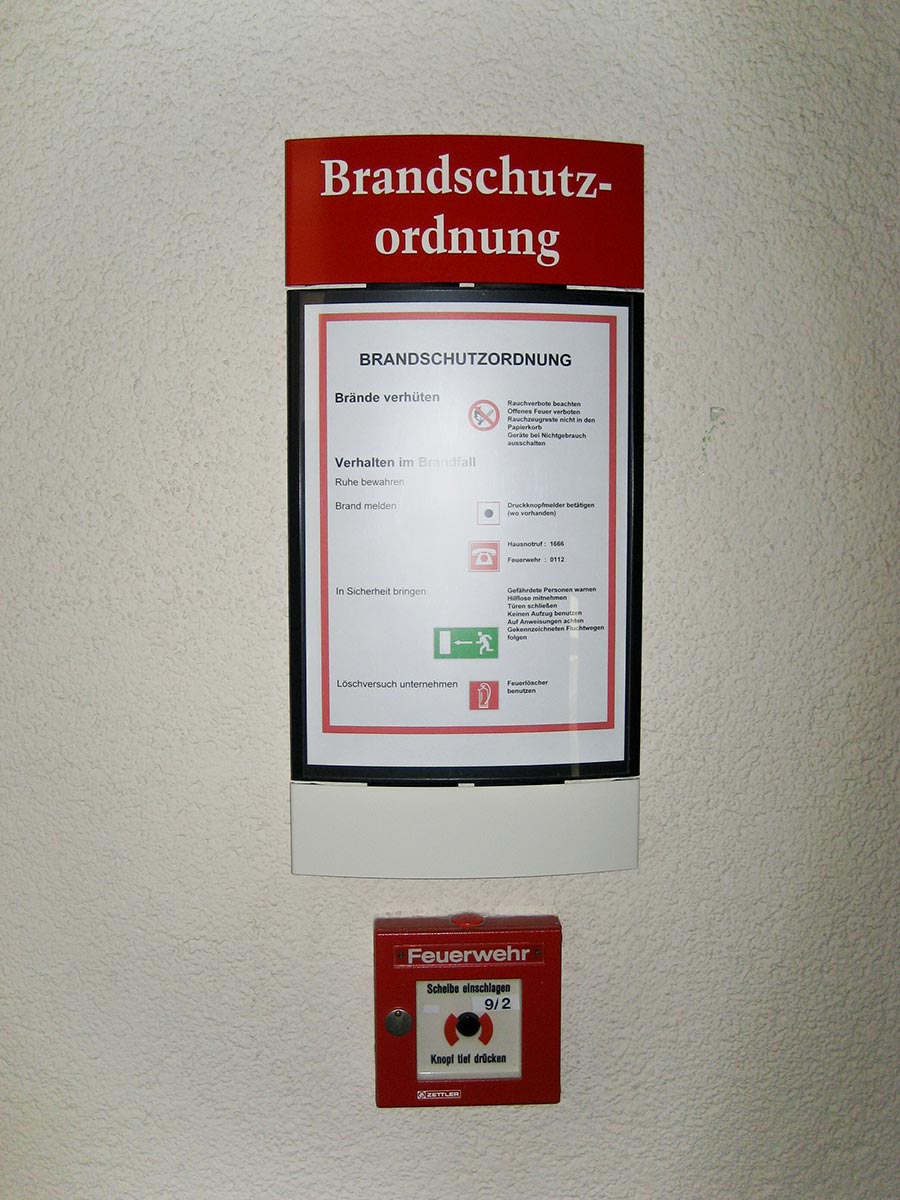 Brandschutz-
ordnung
BRANDSCHUTZORDNUNG
Brände verhüten
Rauchverbote beachten
Offenes Feuer verboten
Rauchzeugreste nicht in den
Papierkorb
Geräte bei Nichtgebrauch
ausschalten
Verhalten im Brandfall
Ruhe bewahren
Brand melden
Druckknopfmelder betätigen
(wo vorhanden)
Hausnotruf : 1666
Feuerwehr : 0112
In Sicherheit bringen
Gefährdete Personen warnen
Hilflose mitnehmen
Türen schließen
Keinen Aufzug benutzen
Auf Anweisungen achten
Gekennzeichneten Fluchtwegen
folgen
Löschversuch unternehmen
Feuerlöscher
benutzen
Feuerwehr
Scheibe einschlagen
9/2
Knopf tief drücken
ZETTLER